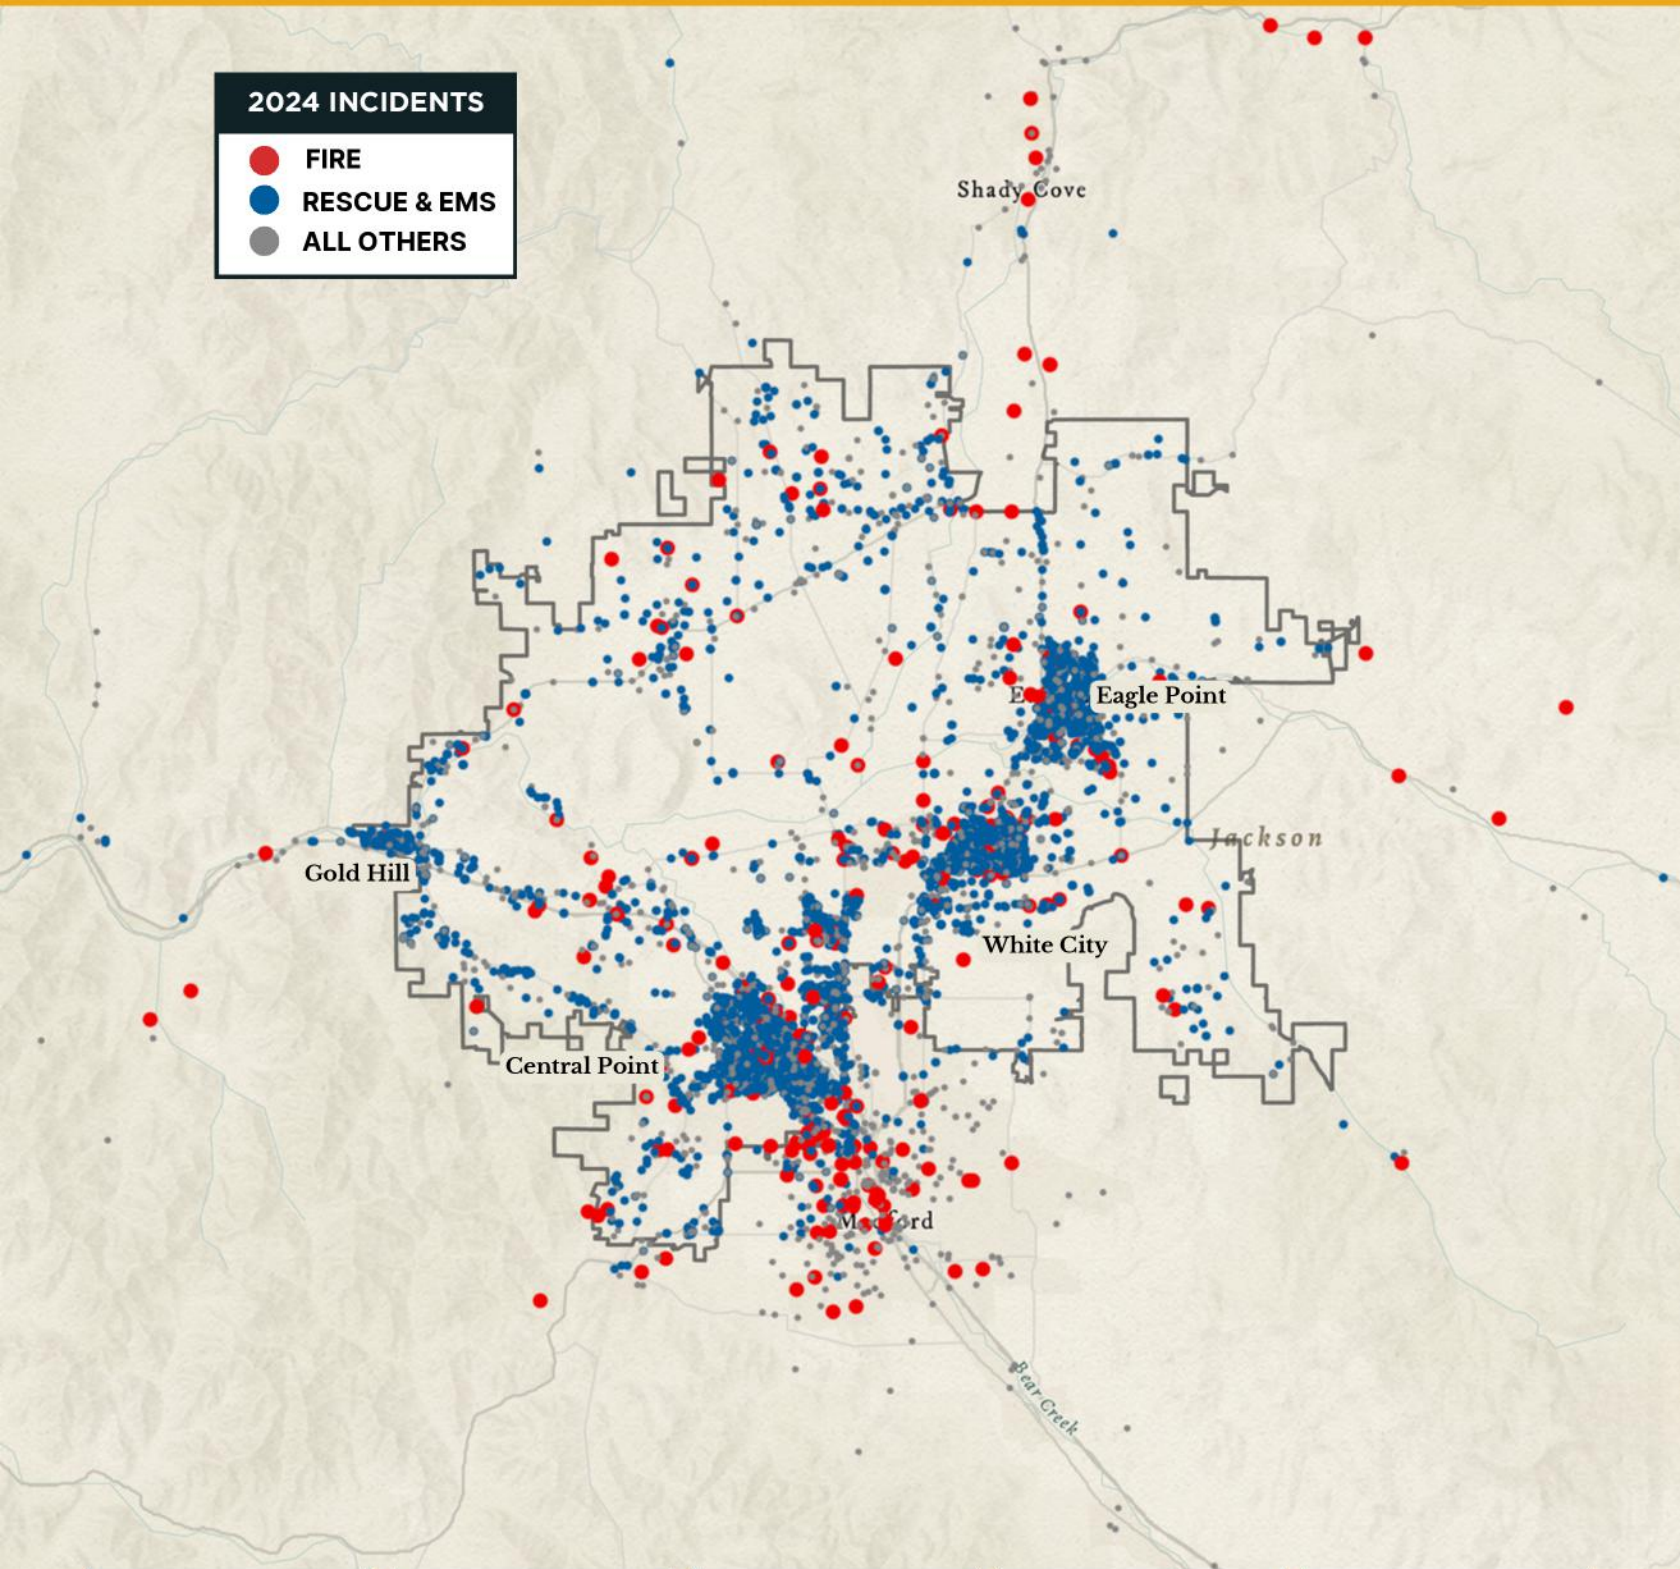 2024 INCIDENTS
FIRE
RESCUE & EMS
ALL OTHERS
Shady Cove
Eagle Point
Jackson
Gold Hill
White City
Central Point
Bear Creek